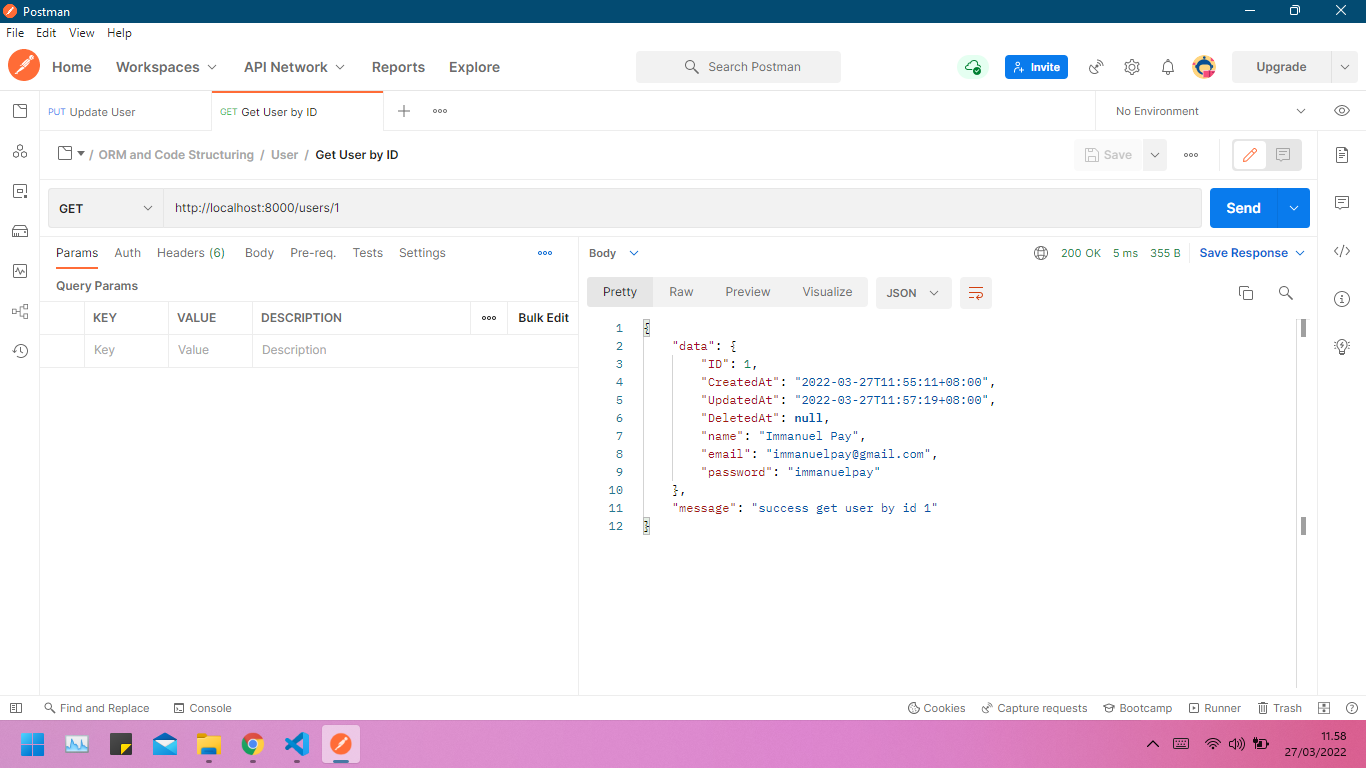 Postman
File Edit View Help
Home Workspaces API Network Reports Explore Search Postman Invite Upgrade
PUT Update User GET Get User by ID No Environment
/ ORM and Code Structuring / User / Get User by ID Save
GET http://localhost:8000/users/1 Send
Params Auth Headers (6) Body Pre-req. Tests Settings
Query Params
KEY VALUE DESCRIPTION Bulk Edit
Key Value Description
Body 200 OK 5 ms 355 B Save Response
Pretty Raw Preview Visualize JSON
1 {
2 "data": {
3 "ID": 1,
4 "CreatedAt": "2022-03-27T11:55:11+08:00",
5 "UpdatedAt": "2022-03-27T11:57:19+08:00",
6 "DeletedAt": null,
7 "name": "Immanuel Pay",
8 "email": "immanuelpay@gmail.com",
9 "password": "immanuelpay"
10 },
11 "message": "success get user by id 1"
12 }
Find and Replace Console Cookies Capture requests Bootcamp Runner Trash
11.58
27/03/2022